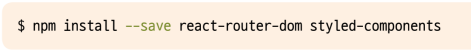 $ npm install --save react-router-dom styled-components